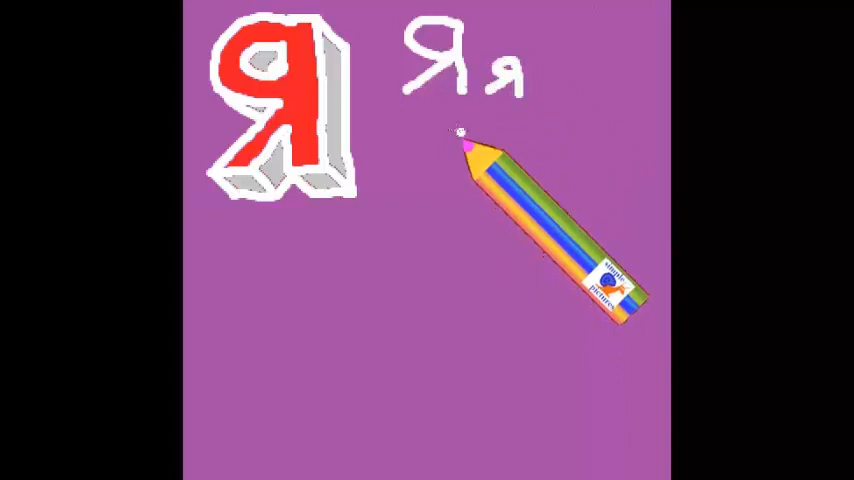 Я Я я
simple
pictures